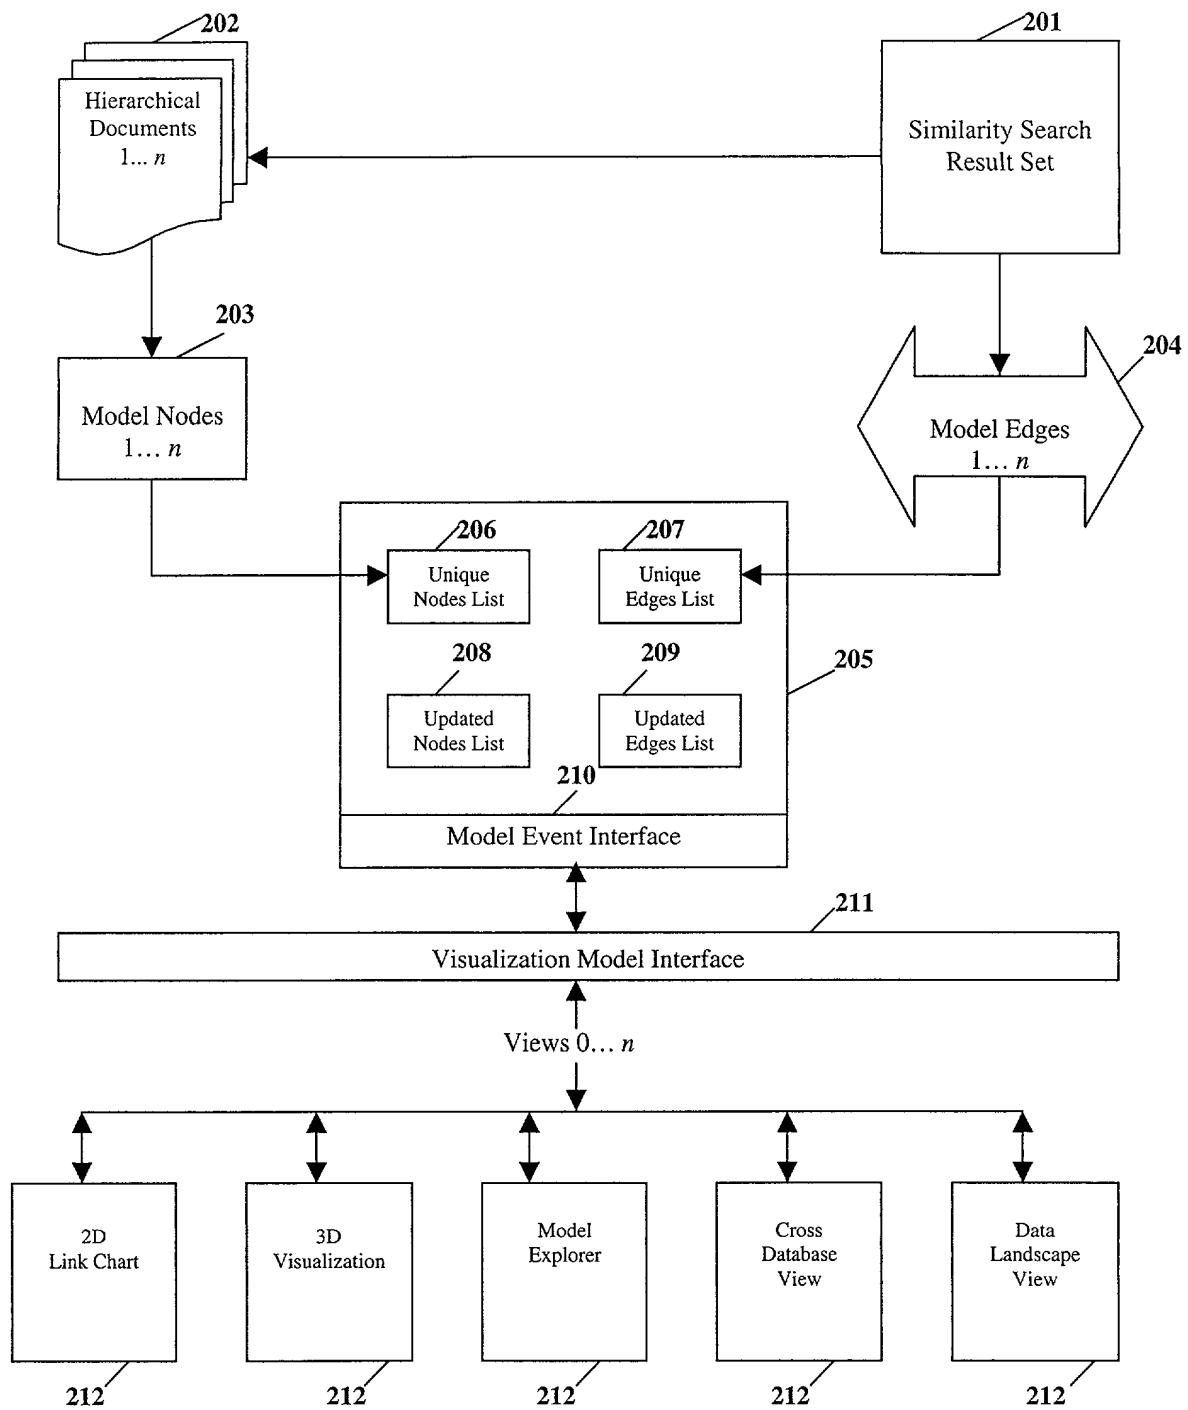 202
201
Hierarchical
Documents
1... n
Similarity Search
Result Set
203
204
Model Nodes
1... n
Model Edges
1... n
206
207
Unique
Nodes List
Unique
Edges List
208
209
205
Updated
Nodes List
Updated
Edges List
210
Model Event Interface
211
Visualization Model Interface
Views 0... n
2D
Link Chart
3D
Visualization
Model
Explorer
Cross
Database
View
Data
Landscape
View
212
212
212
212
212